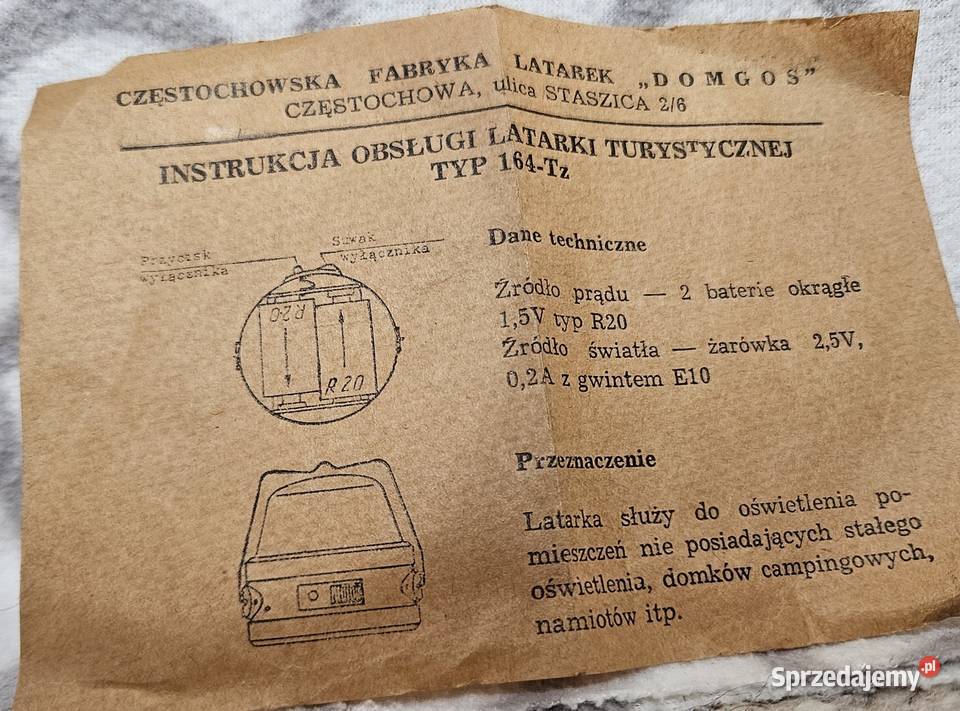 CZĘSTOCHOWSKA FABRYKA LATAREK „DOMGOS”
CZĘSTOCHOWA, ulica STASZICA 2/6
INSTRUKCJA OBSŁUGI LATARKI TURYSTYCZNEJ
TYP 164-Tz
Przycisk
wyłącznika
Suwak
wyłącznika
R20
R20
Dane techniczne
Źródło prądu — 2 baterie okrągłe
1,5V typ R20
Źródło światła — żarówka 2,5V,
0,2A z gwintem E10
Przeznaczenie
Latarka służy do oświetlenia po-
mieszczeń nie posiadających stałego
oświetlenia, domków campingowych,
namiotów itp.
Sprzedajemy.pl